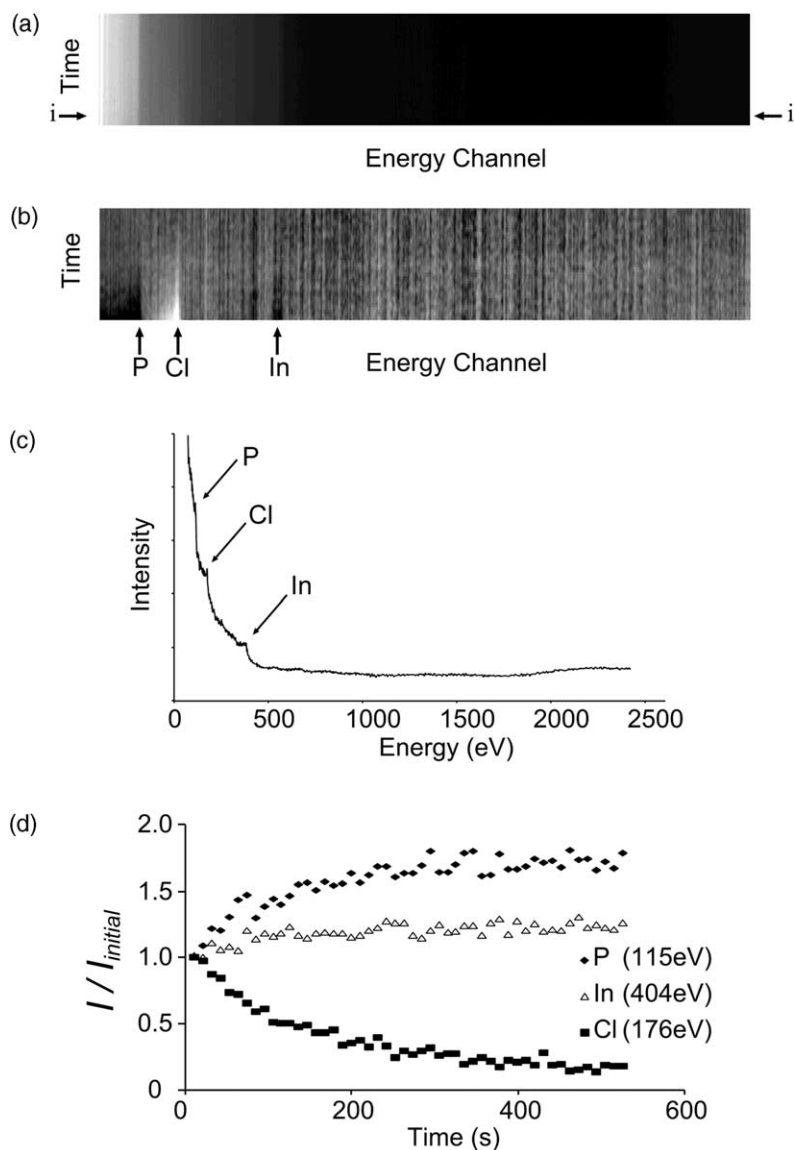 (a)
Time
i
i
Energy Channel
(b)
Time
P
Cl
In
Energy Channel
(c)
Intensity
P
Cl
In
0
500
1000
1500
2000
2500
Energy (eV)
(d)
I / I_initial
2.0
1.5
1.0
0.5
0
P (115eV)
In (404eV)
Cl (176eV)
0
200
400
600
Time (s)